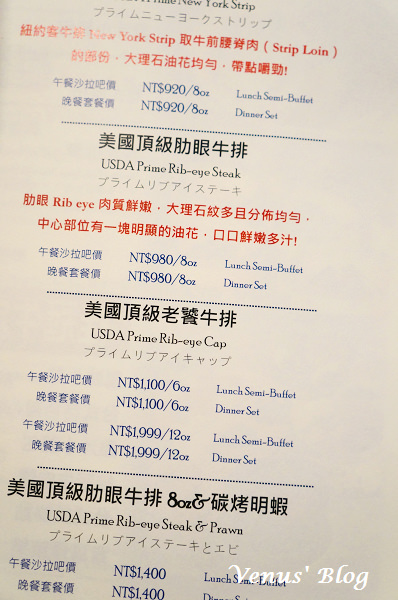 Prime New York Strip
プライムニューヨークストリップ
紐約客牛排 New York Strip 取牛前腰脊肉（Strip Loin）
的部份，大理石油花均勻，帶點嚼勁!
午餐沙拉吧價 NT$920/8oz Lunch Semi-Buffet
晚餐套餐價 NT$920/8oz Dinner Set
美國頂級肋眼牛排
USDA Prime Rib-eye Steak
プライムリブアイステーキ
肋眼 Rib eye 肉質鮮嫩，大理石紋多且分佈均勻，
中心部位有一塊明顯的油花，口口鮮嫩多汁!
午餐沙拉吧價 NT$980/8oz Lunch Semi-Buffet
晚餐套餐價 NT$980/8oz Dinner Set
美國頂級老饕牛排
USDA Prime Rib-eye Cap
プライムリブアイキャップ
午餐沙拉吧價 NT$1,100/6oz Lunch Semi-Buffet
晚餐套餐價 NT$1,100/6oz Dinner Set
午餐沙拉吧價 NT$1,999/12oz Lunch Semi-Buffet
晚餐套餐價 NT$1,999/12oz Dinner Set
美國頂級肋眼牛排 8oz&碳烤明蝦
USDA Prime Rib-eye Steak & Prawn
プライムリブアイステーキとエビ
午餐沙拉吧價 NT$1,400 Lunch Semi-Buffet
晚餐套餐價 NT$1,400 Dinner Set
Venus' Blog